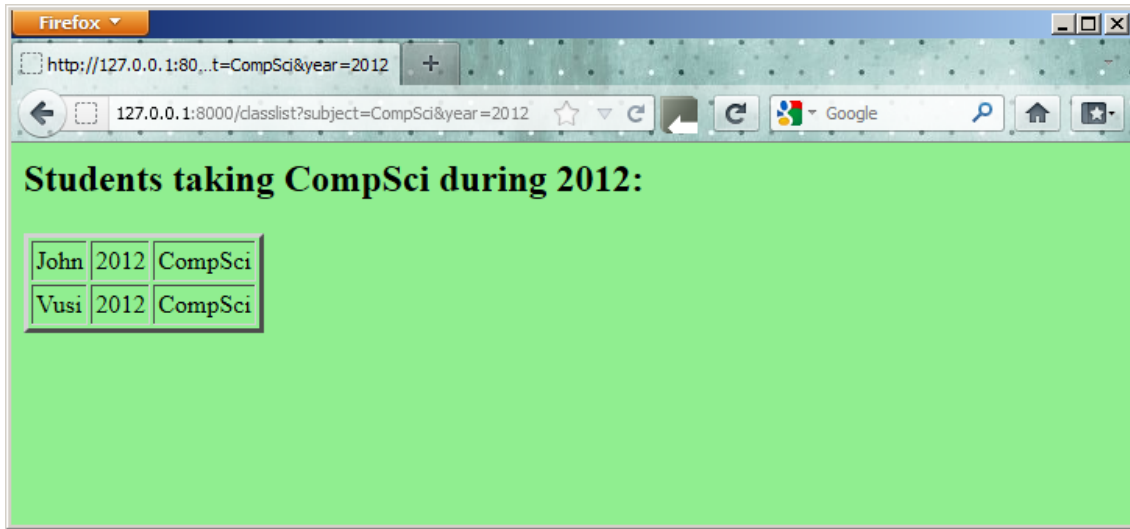 Firefox
http://127.0.0.1:80...t=CompSci&year=2012
127.0.0.1:8000/classlist?subject=CompSci&year=2012 Google
Students taking CompSci during 2012:
John 2012 CompSci
Vusi 2012 CompSci